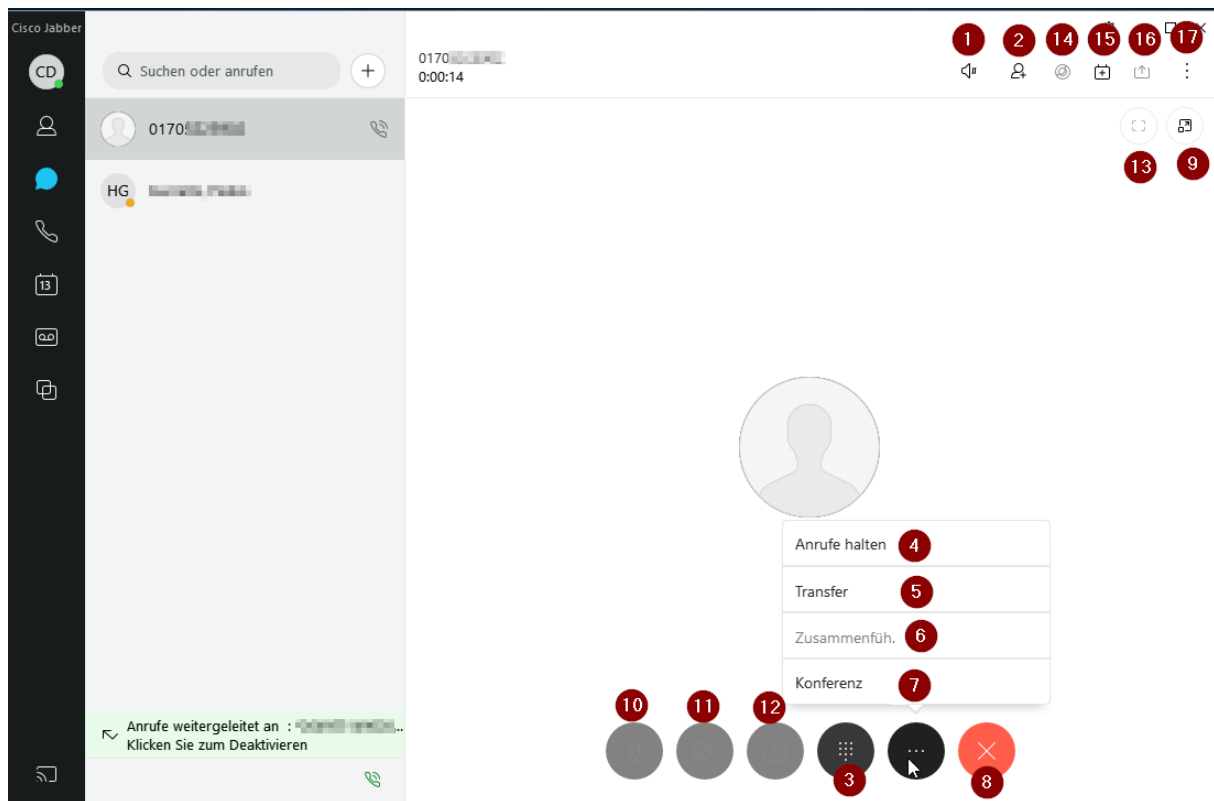 Cisco Jabber
1 2 14 15 16 17
CD
Suchen oder anrufen
0170
0:00:14
0170
13 9
HG
13
Anrufe halten 4
Transfer 5
Zusammenfüh. 6
Konferenz 7
10 11 12
Anrufe weitergeleitet an :
Klicken Sie zum Deaktivieren
3 8